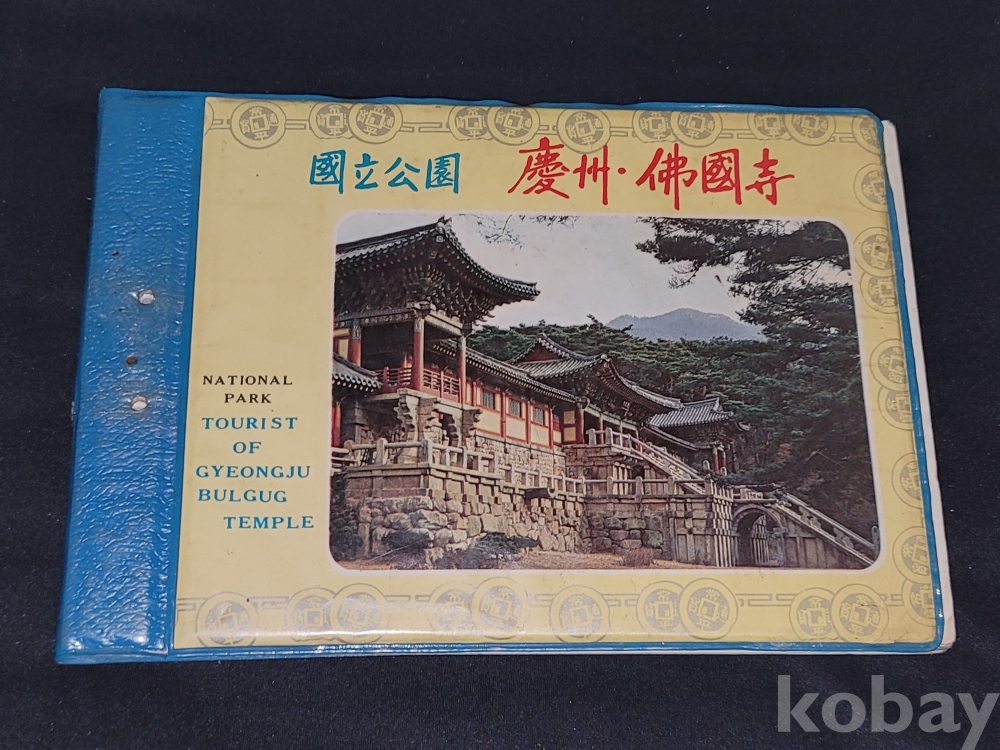 國立公園 慶州·佛國寺
NATIONAL
PARK
TOURIST
OF
GYEONGJU
BULGUG
TEMPLE
kobay